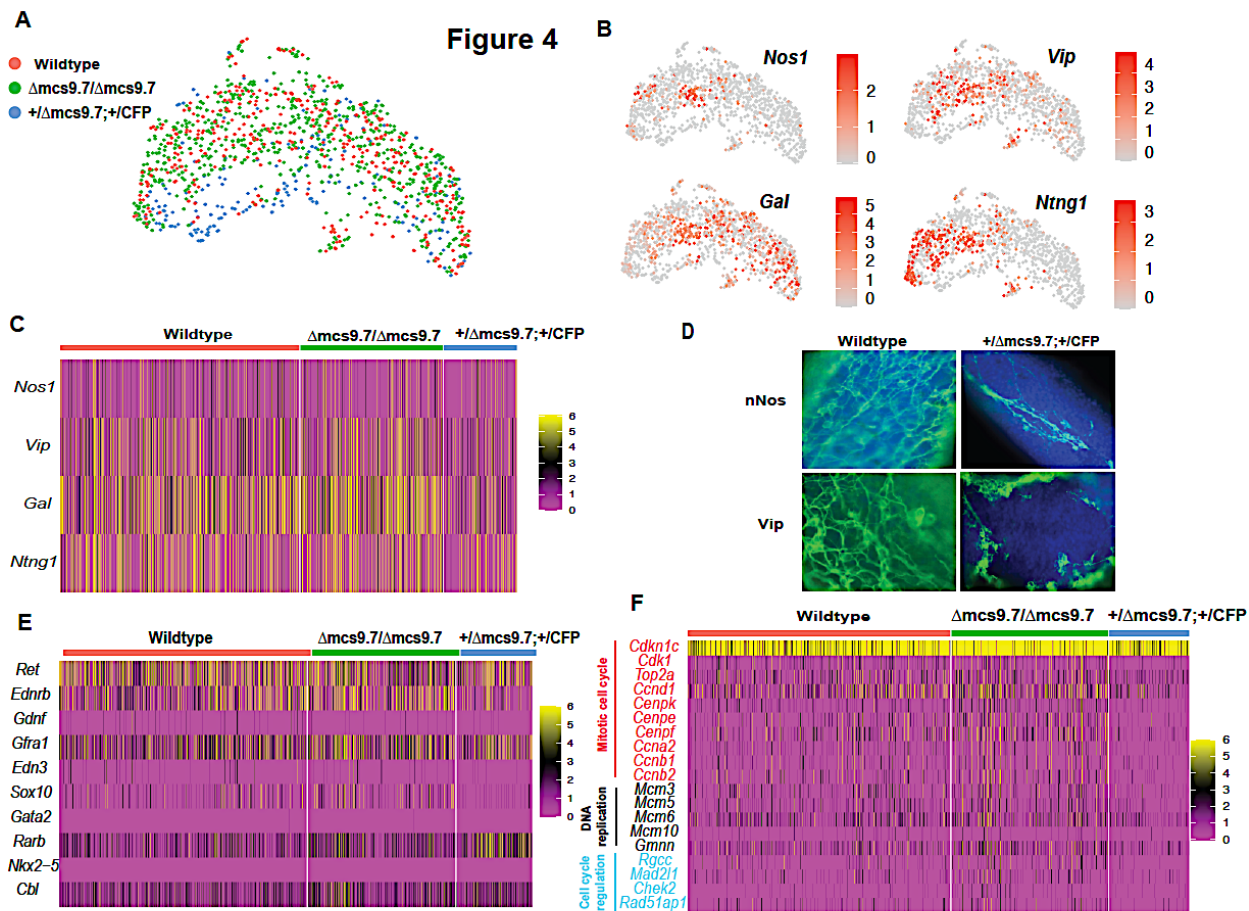 A
Figure 4
Wildtype
Δmcs9.7/Δmcs9.7
+/Δmcs9.7;+/CFP
B
Nos1
2
1
0
Vip
4
3
2
1
0
Gal
5
4
3
2
1
0
Ntng1
3
2
1
0
C
Wildtype
Δmcs9.7/Δmcs9.7
+/Δmcs9.7;+/CFP
Nos1
Vip
Gal
Ntng1
6
5
4
3
2
1
0
D
Wildtype
+/Δmcs9.7;+/CFP
nNos
Vip
E
Wildtype
Δmcs9.7/Δmcs9.7
+/Δmcs9.7;+/CFP
Ret
Ednrb
Gdnf
Gfra1
Edn3
Sox10
Gata2
Rarb
Nkx2-5
Cbl
6
5
4
3
2
1
0
F
Wildtype
Δmcs9.7/Δmcs9.7
+/Δmcs9.7;+/CFP
Mitotic cell cycle
Cdkn1c
Cdk1
Top2a
Ccnd1
Cenpk
Cenpe
Cenpf
Ccna2
Ccnb1
Ccnb2
DNA
replication
Mcm3
Mcm5
Mcm6
Mcm10
Gmnn
Cell cycle
regulation
Rgcc
Mad2l1
Chek2
Rad51ap1
6
5
4
3
2
1
0